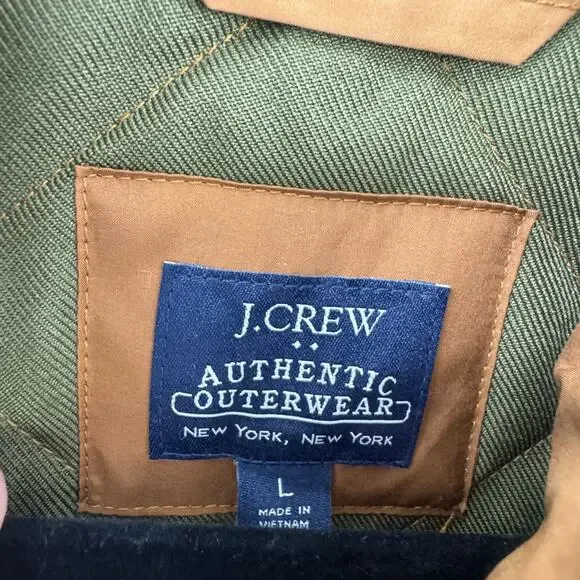 J.CREW
AUTHENTIC
OUTERWEAR
NEW YORK, NEW YORK
L
MADE IN
VIETNAM